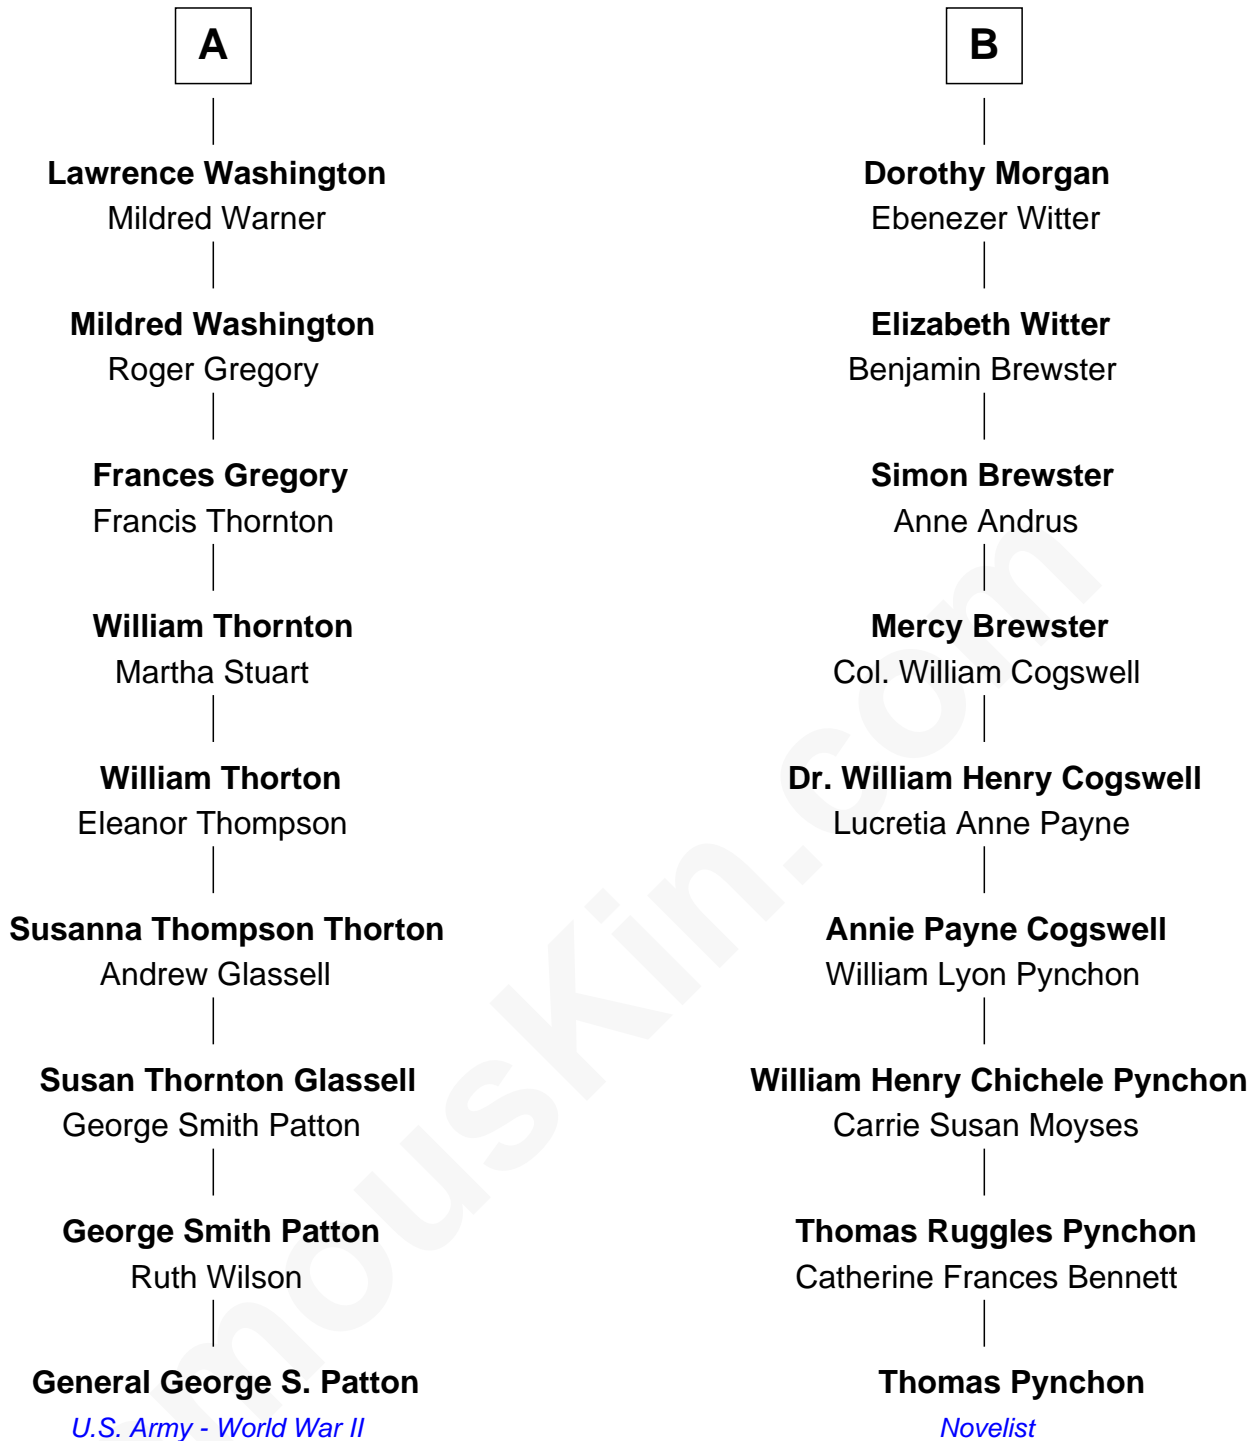 A
Lawrence Washington
Mildred Warner
Mildred Washington
Roger Gregory
Frances Gregory
Francis Thornton
William Thornton
Martha Stuart
William Thorton
Eleanor Thompson
Susanna Thompson Thorton
Andrew Glassell
Susan Thornton Glassell
George Smith Patton
George Smith Patton
Ruth Wilson
General George S. Patton
U.S. Army - World War II
B
Dorothy Morgan
Ebenezer Witter
Elizabeth Witter
Benjamin Brewster
Simon Brewster
Anne Andrus
Mercy Brewster
Col. William Cogswell
Dr. William Henry Cogswell
Lucretia Anne Payne
Annie Payne Cogswell
William Lyon Pynchon
William Henry Chichele Pynchon
Carrie Susan Moyses
Thomas Ruggles Pynchon
Catherine Frances Bennett
Thomas Pynchon
Novelist
mousKin.com